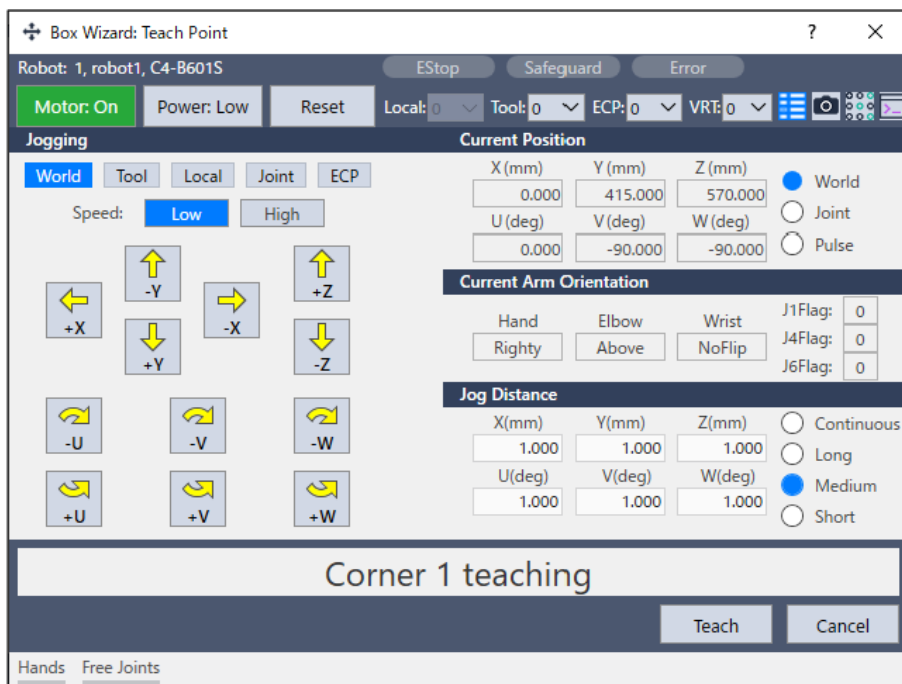 Box Wizard: Teach Point
?
Robot: 1, robot1, C4-B601S
EStop
Safeguard
Error
Motor: On
Power: Low
Reset
Local: 0
Tool: 0
ECP: 0
VRT: 0
Jogging
World
Tool
Local
Joint
ECP
Speed:
Low
High
-Y
+Z
+X
-X
+Y
-Z
-U
-V
-W
+U
+V
+W
Current Position
X (mm)
Y (mm)
Z (mm)
0.000
415.000
570.000
U (deg)
V (deg)
W (deg)
0.000
-90.000
-90.000
World
Joint
Pulse
Current Arm Orientation
Hand
Elbow
Wrist
Righty
Above
NoFlip
J1Flag: 0
J4Flag: 0
J6Flag: 0
Jog Distance
X(mm)
Y(mm)
Z(mm)
1.000
1.000
1.000
U(deg)
V(deg)
W(deg)
1.000
1.000
1.000
Continuous
Long
Medium
Short
Corner 1 teaching
Teach
Cancel
Hands
Free Joints